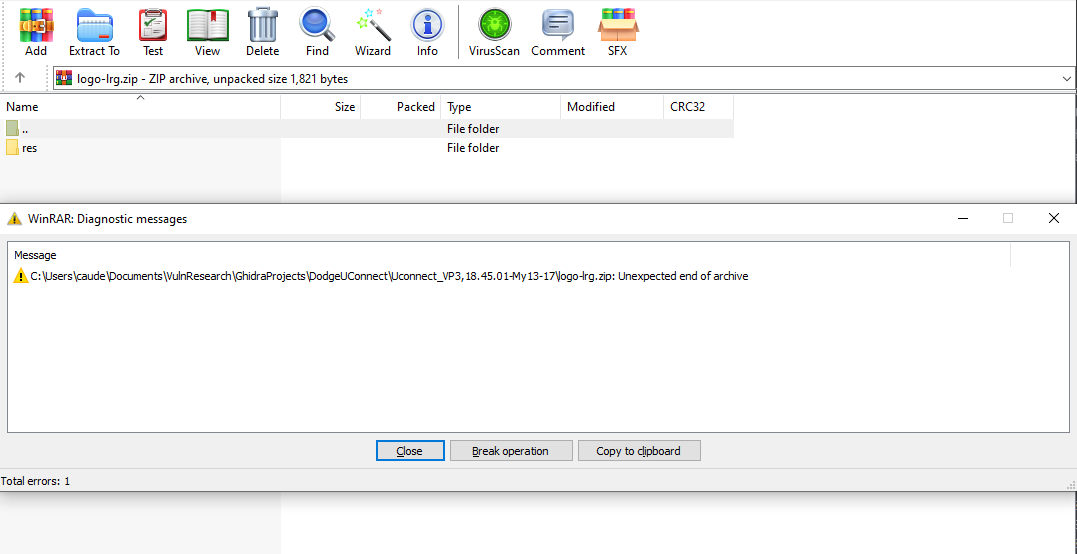 Add Extract To Test View Delete Find Wizard Info VirusScan Comment SFX
logo-lrg.zip - ZIP archive, unpacked size 1,821 bytes
Name Size Packed Type Modified CRC32
.. File folder
res File folder
WinRAR: Diagnostic messages
Message
C:\Users\caude\Documents\VulnResearch\GhidraProjects\DodgeUConnect\Uconnect_VP3,18.45.01-My13-17\logo-lrg.zip: Unexpected end of archive
Close Break operation Copy to clipboard
Total errors: 1